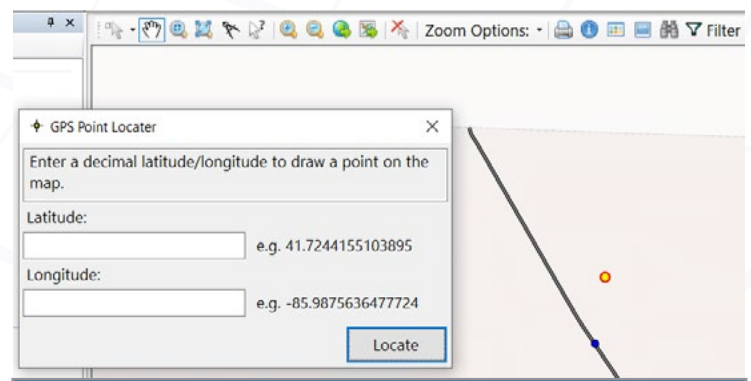 Zoom Options:
Filter
GPS Point Locater
Enter a decimal latitude/longitude to draw a point on the
map.
Latitude:
e.g. 41.7244155103895
Longitude:
e.g. -85.9875636477724
Locate